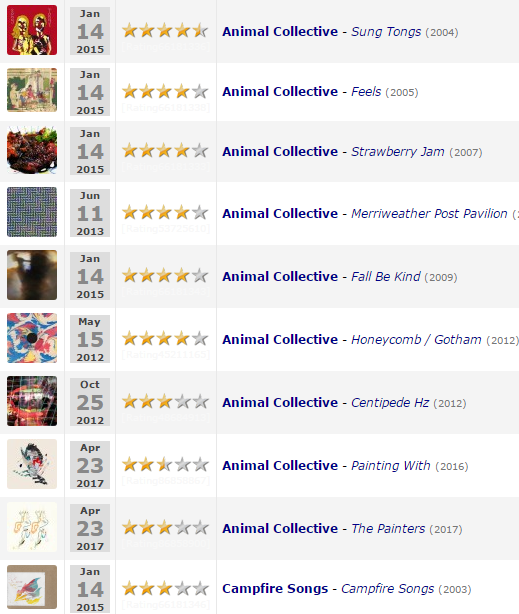 Jan
14
2015
Animal Collective - Sung Tongs (2004)
Jan
14
2015
Animal Collective - Feels (2005)
Jan
14
2015
Animal Collective - Strawberry Jam (2007)
Jun
11
2013
Animal Collective - Merriweather Post Pavilion (
Jan
14
2015
Animal Collective - Fall Be Kind (2009)
May
15
2012
Animal Collective - Honeycomb / Gotham (2012)
Oct
25
2012
Animal Collective - Centipede Hz (2012)
Apr
23
2017
Animal Collective - Painting With (2016)
Apr
23
2017
Animal Collective - The Painters (2017)
Jan
14
2015
Campfire Songs - Campfire Songs (2003)